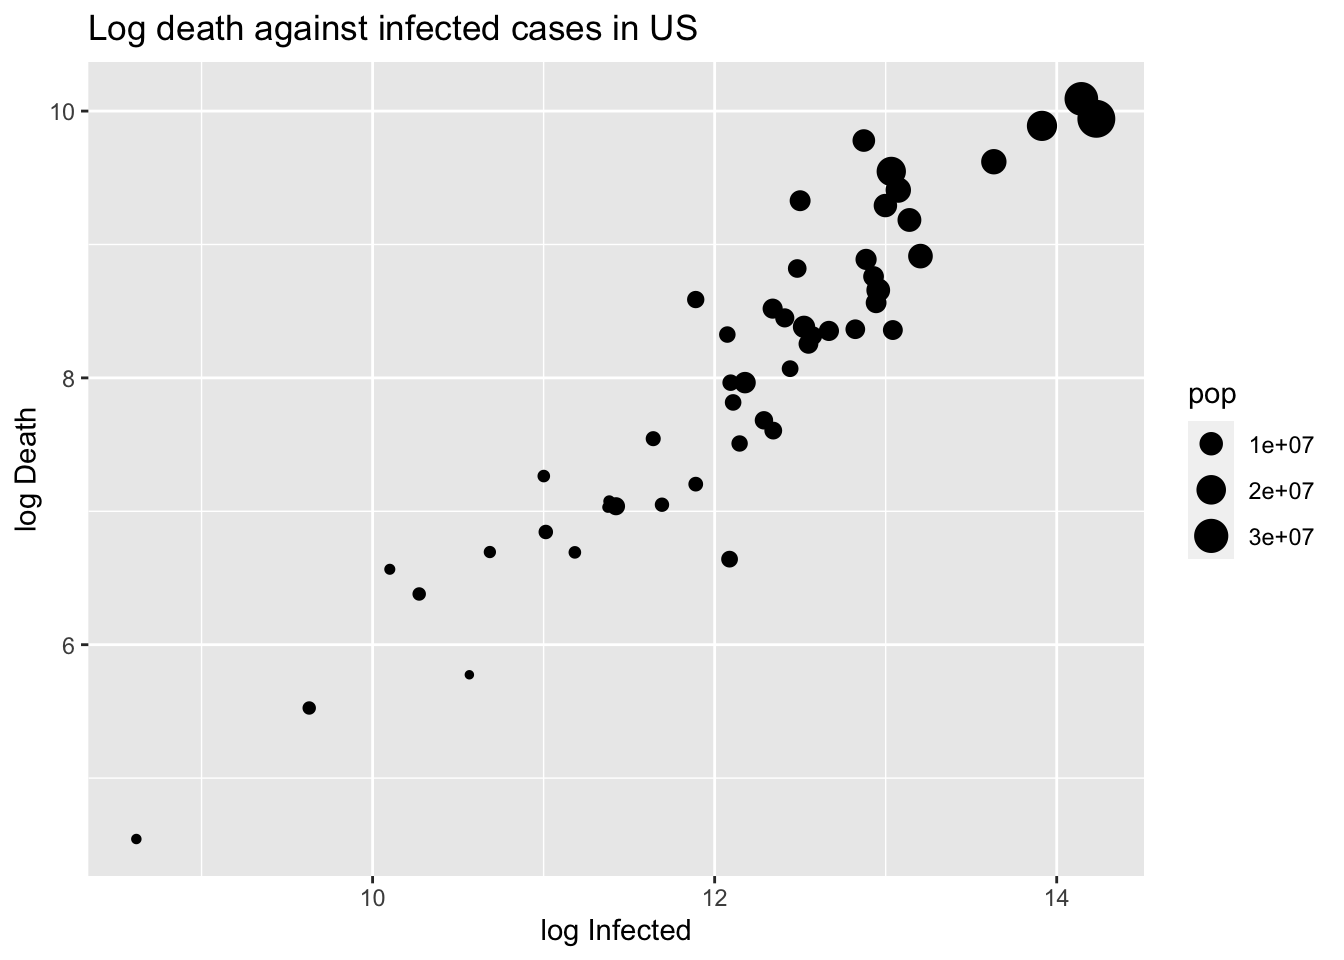 Log death against infected cases in US
10
8
6
log Death
10
12
14
log Infected
pop
1e+07
2e+07
3e+07